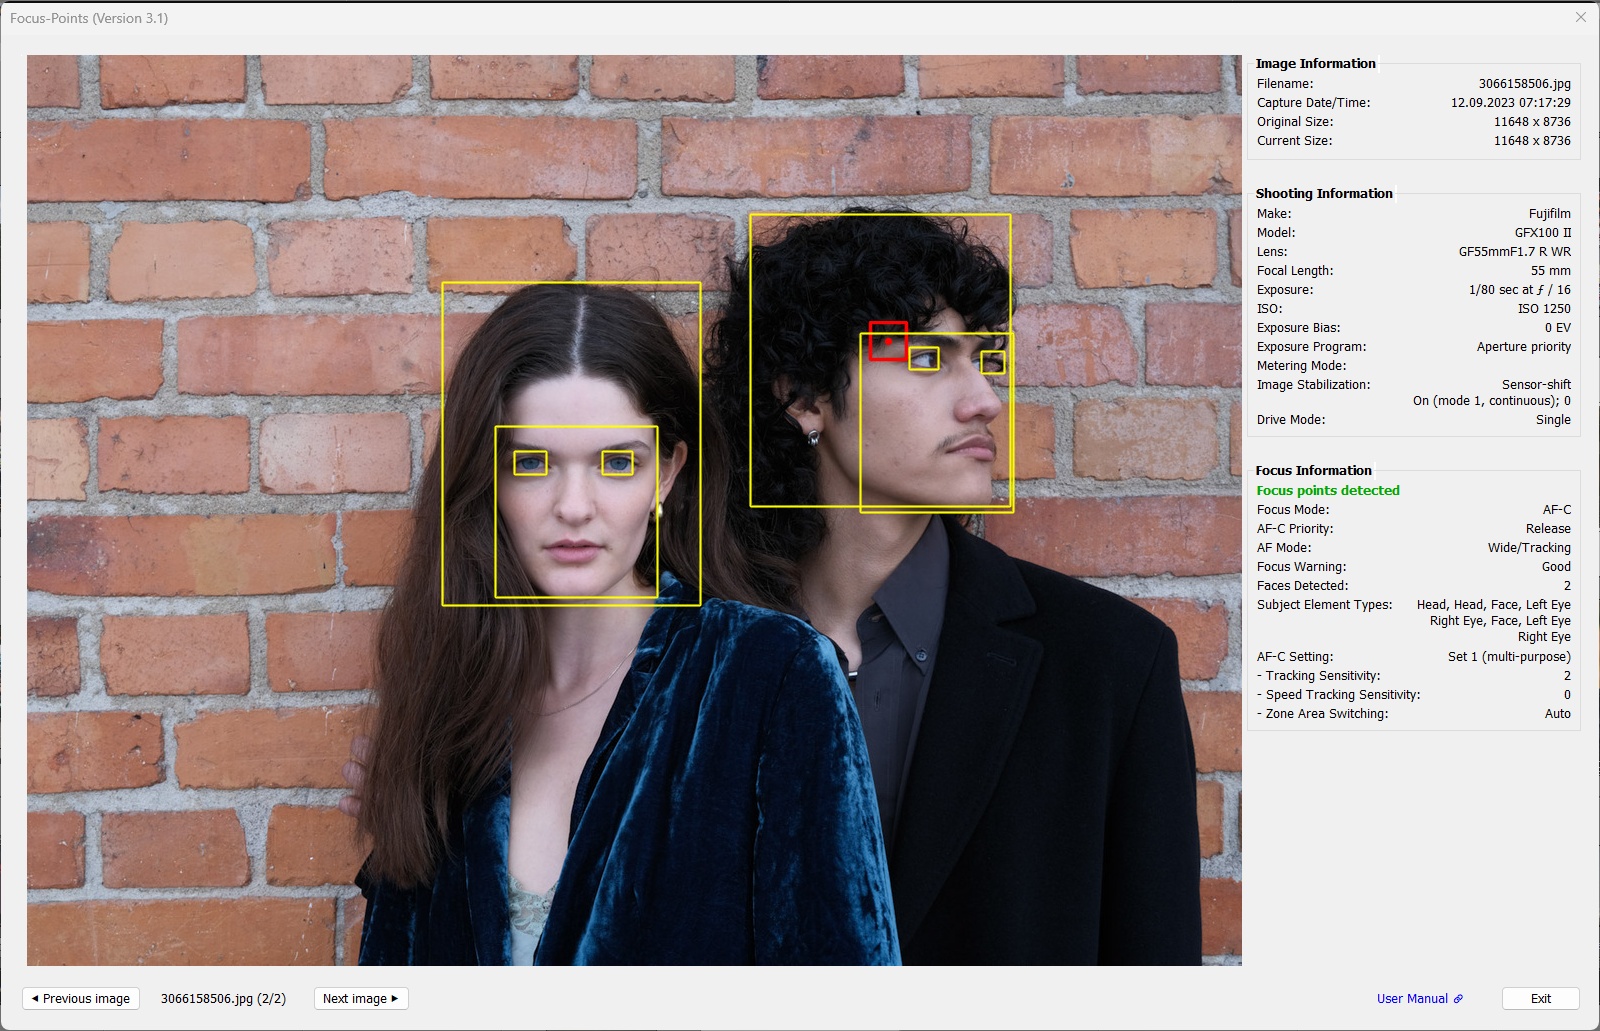 Focus-Points (Version 3.1)
Image Information
Filename: 3066158506.jpg
Capture Date/Time: 12.09.2023 07:17:29
Original Size: 11648 x 8736
Current Size: 11648 x 8736
Shooting Information
Make: Fujifilm
Model: GFX100 II
Lens: GF55mmF1.7 R WR
Focal Length: 55 mm
Exposure: 1/80 sec at ƒ / 16
ISO: ISO 1250
Exposure Bias: 0 EV
Exposure Program: Aperture priority
Metering Mode:
Image Stabilization: Sensor-shift
On (mode 1, continuous); 0
Drive Mode: Single
Focus Information
Focus points detected
Focus Mode: AF-C
AF-C Priority: Release
AF Mode: Wide/Tracking
Focus Warning: Good
Faces Detected: 2
Subject Element Types: Head, Head, Face, Left Eye
Right Eye, Face, Left Eye
Right Eye
AF-C Setting: Set 1 (multi-purpose)
- Tracking Sensitivity: 2
- Speed Tracking Sensitivity: 0
- Zone Area Switching: Auto
Previous image 3066158506.jpg (2/2) Next image User Manual Exit